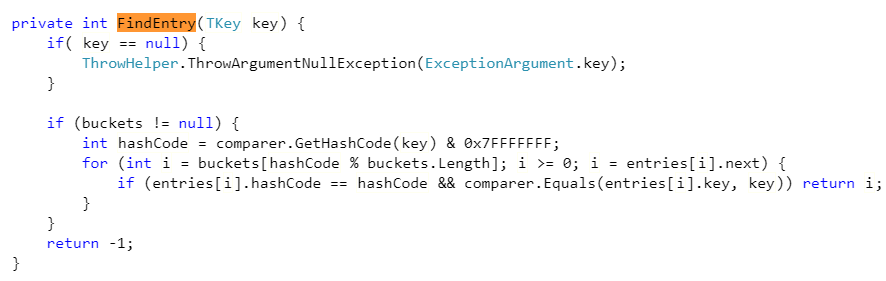 private int FindEntry(TKey key) {
    if( key == null) {
        ThrowHelper.ThrowArgumentNullException(ExceptionArgument.key);
    }

    if (buckets != null) {
        int hashCode = comparer.GetHashCode(key) & 0x7FFFFFFF;
        for (int i = buckets[hashCode % buckets.Length]; i >= 0; i = entries[i].next) {
            if (entries[i].hashCode == hashCode && comparer.Equals(entries[i].key, key)) return i;
        }
    }
    return -1;
}